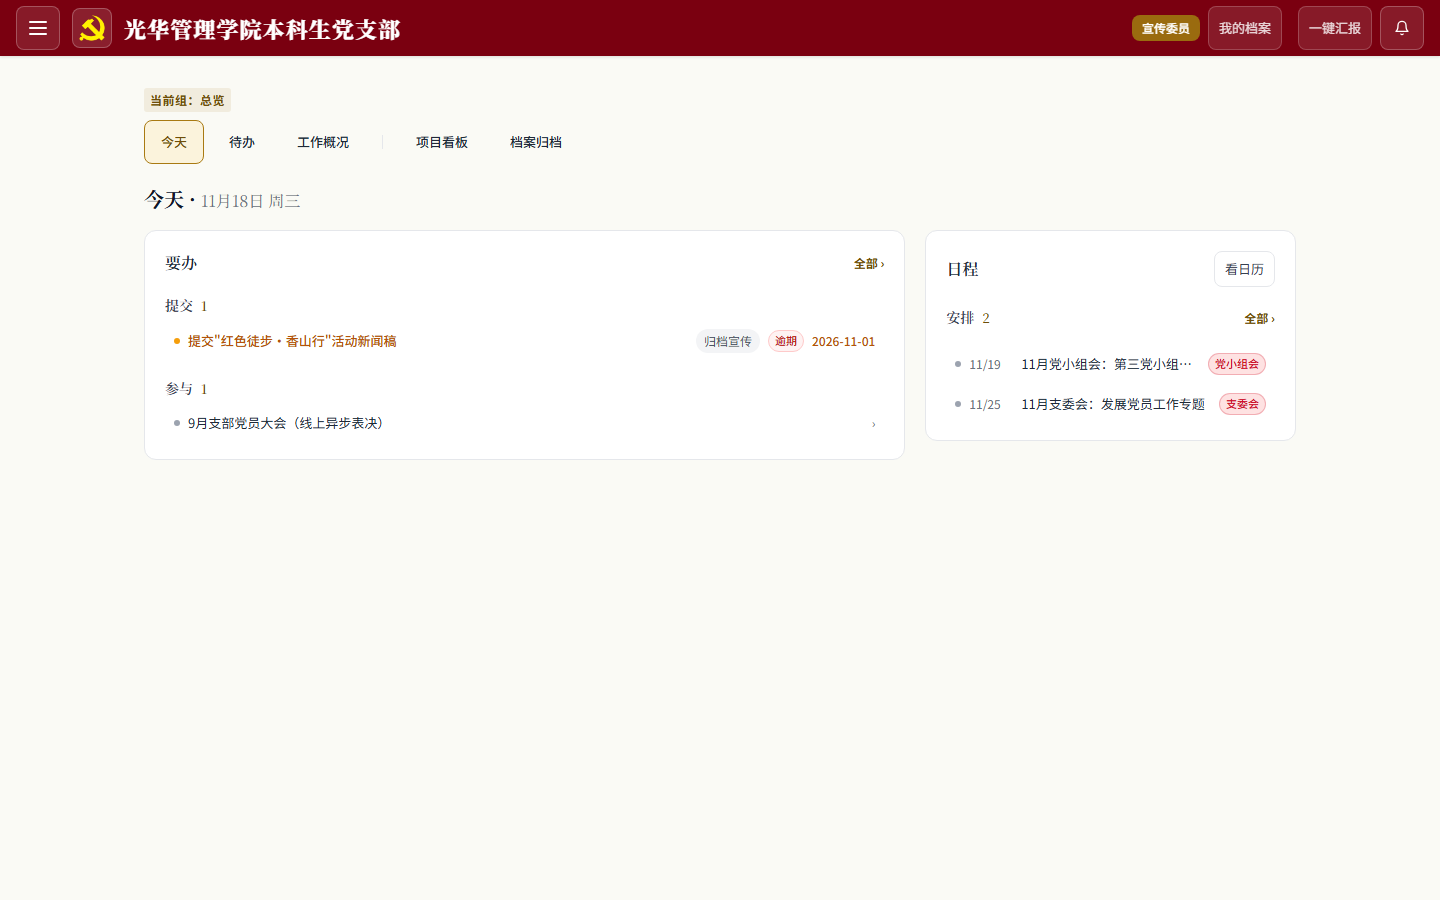 光华管理学院本科生党支部
宣传委员
我的档案
一键汇报
当前组：总览
今天
待办
工作概况
项目看板
档案归档
今天 · 11月18日 周三
要办
全部 ›
提交 1
提交"红色徒步·香山行"活动新闻稿
归档宣传
逾期
2026-11-01
参与 1
9月支部党员大会（线上异步表决）
›
日程
看日历
安排 2
全部 ›
11/19 11月党小组会：第三党小组… 党小组会
11/25 11月支委会：发展党员工作专题 支委会